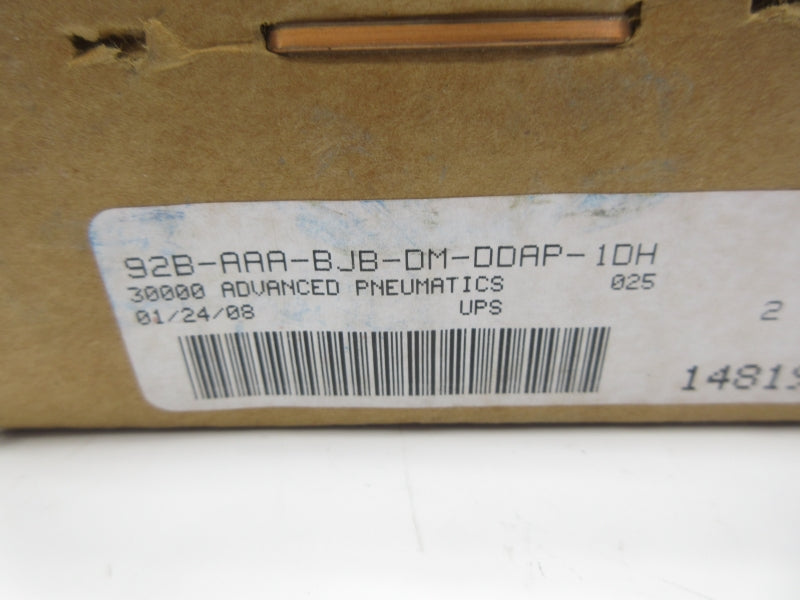 92B-AAA-BJB-DM-DDAP-1DH
30000 ADVANCED PNEUMATICS 025
01/24/08 UPS 2